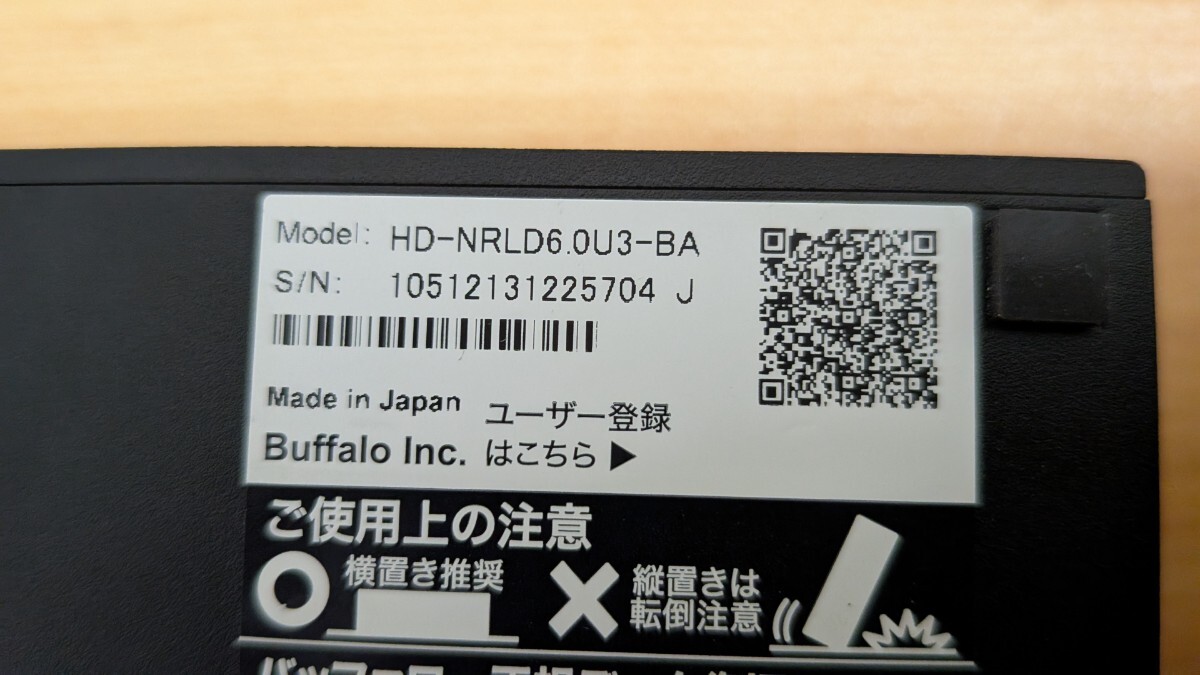 Model: HD-NRLD6.0U3-BA
S/N: 10512131225704 J
Made in Japan
Buffalo Inc.
ユーザー登録
はこちら ▶
ご使用上の注意
横置き推奨
縦置きは
転倒注意